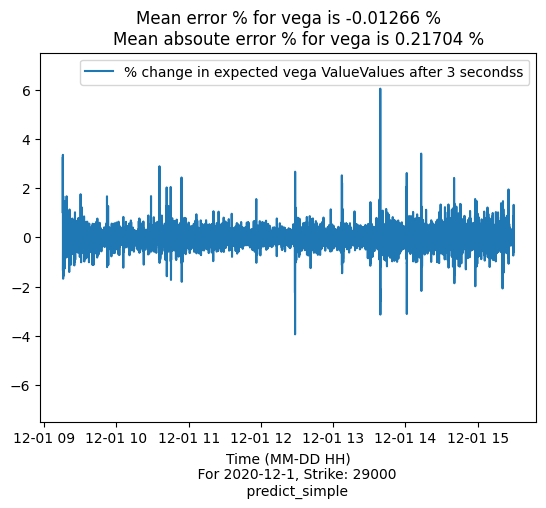 Mean error % for vega is -0.01266 %
Mean absoute error % for vega is 0.21704 %
% change in expected vega ValueValues after 3 secondss
6
4
2
0
−2
−4
−6
12-01 09 12-01 10 12-01 11 12-01 12 12-01 13 12-01 14 12-01 15
Time (MM-DD HH)
For 2020-12-1, Strike: 29000
predict_simple